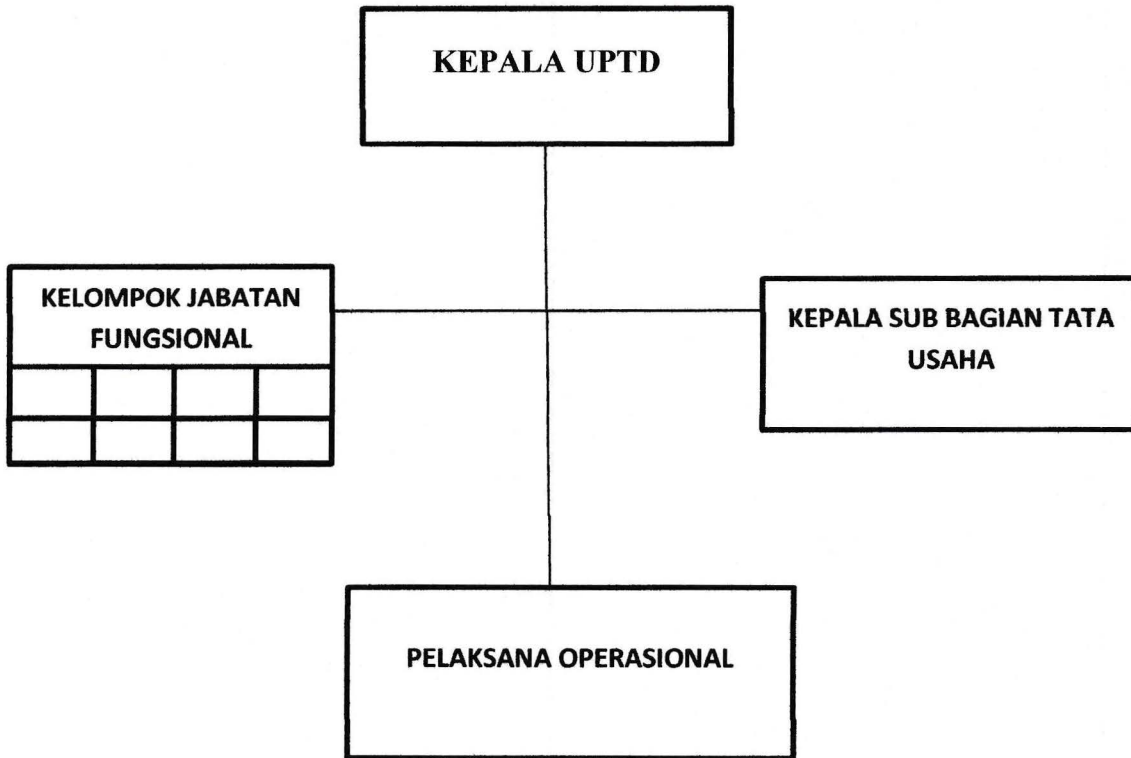 KEPALA UPTD
KELOMPOK JABATAN
FUNGSIONAL
KEPALA SUB BAGIAN TATA
USAHA
PELAKSANA OPERASIONAL